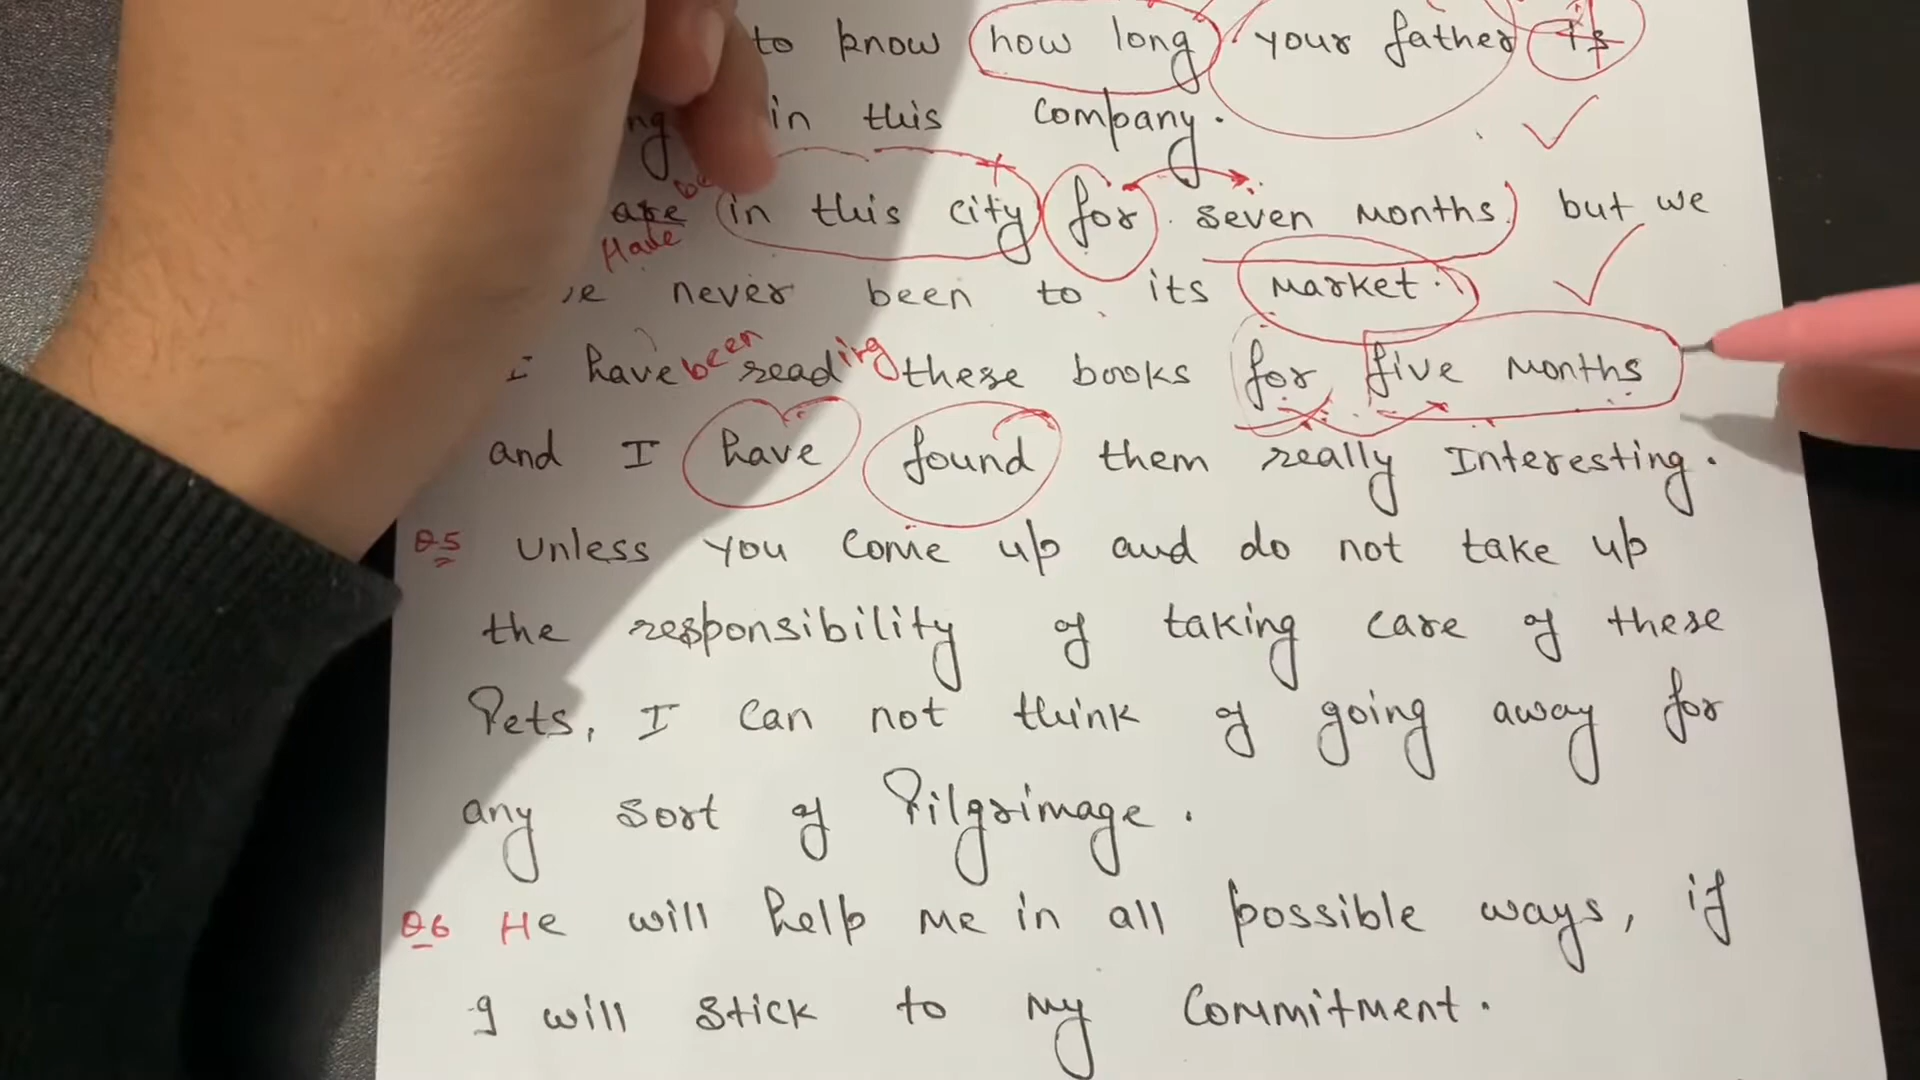 to know how long your father is
ng in this company.
are in this city for seven months but we
Have
never been to its market.
I have been reading these books for five months
and I have found them really Interesting.
Q5 Unless you come up and do not take up
the responsibility of taking care of these
Pets, I can not think of going away for
any sort of Pilgrimage.
Q6 He will help me in all possible ways, if
I will stick to my Commitment.